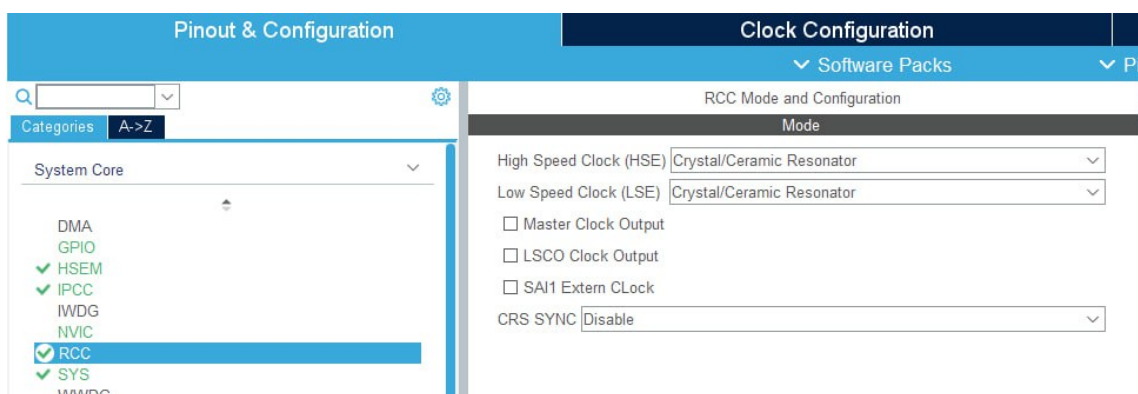 Pinout & Configuration
Clock Configuration
Software Packs
P
RCC Mode and Configuration
Categories
A->Z
Mode
System Core
High Speed Clock (HSE) Crystal/Ceramic Resonator
Low Speed Clock (LSE) Crystal/Ceramic Resonator
Master Clock Output
LSCO Clock Output
SAI1 Extern CLock
CRS SYNC Disable
DMA
GPIO
HSEM
IPCC
IWDG
NVIC
RCC
SYS
WWDG